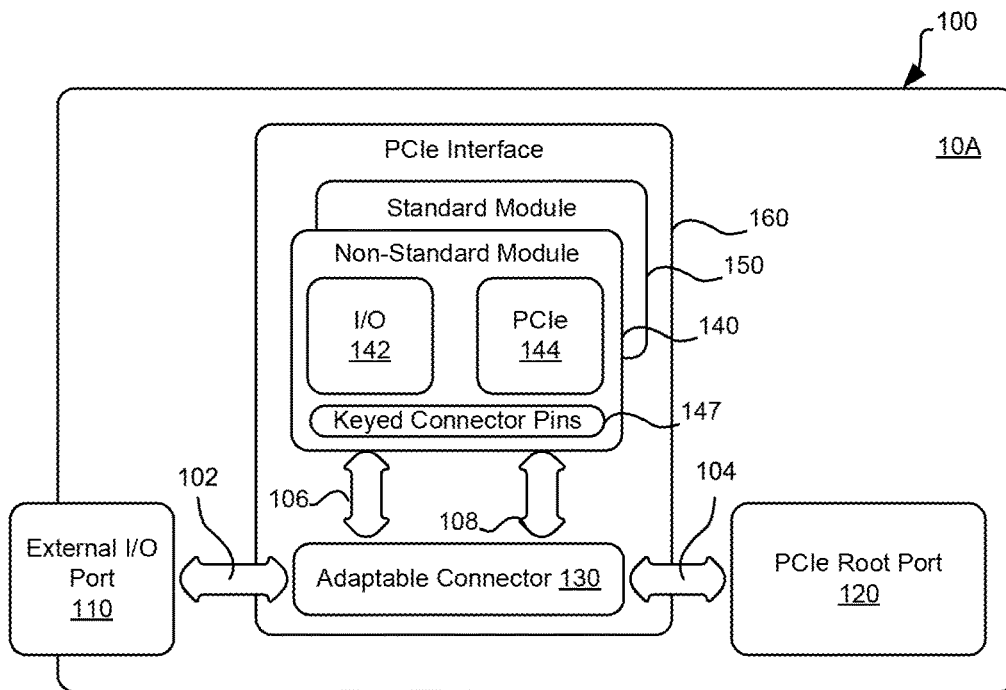 100
10A
PCIe Interface
Standard Module
160
Non-Standard Module
150
I/O
142
PCIe
144
140
Keyed Connector Pins
147
102
106
108
104
External I/O
Port
110
Adaptable Connector 130
PCIe Root Port
120